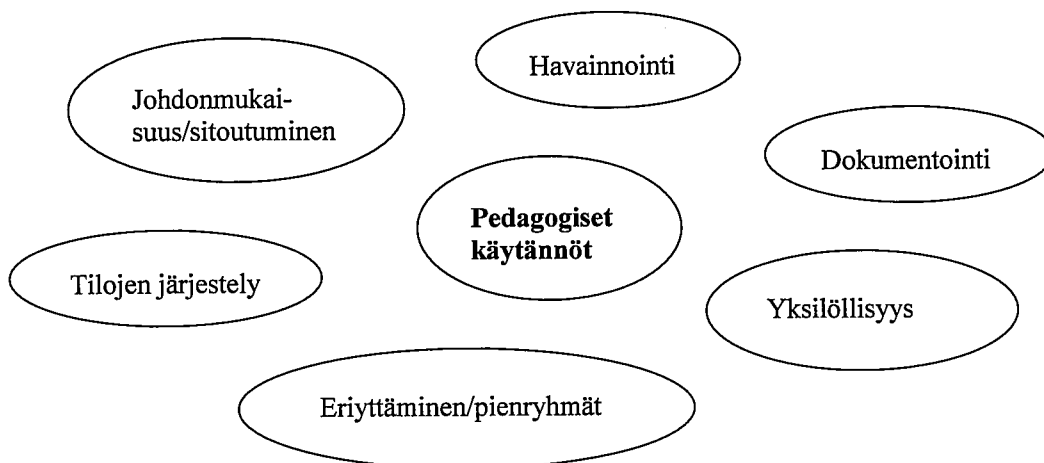 Havainnointi
Johdonmukai-
suus/sitoutuminen
Dokumentointi
Pedagogiset
käytännöt
Tilojen järjestely
Yksilöllisyys
Eriyttäminen/pienryhmät